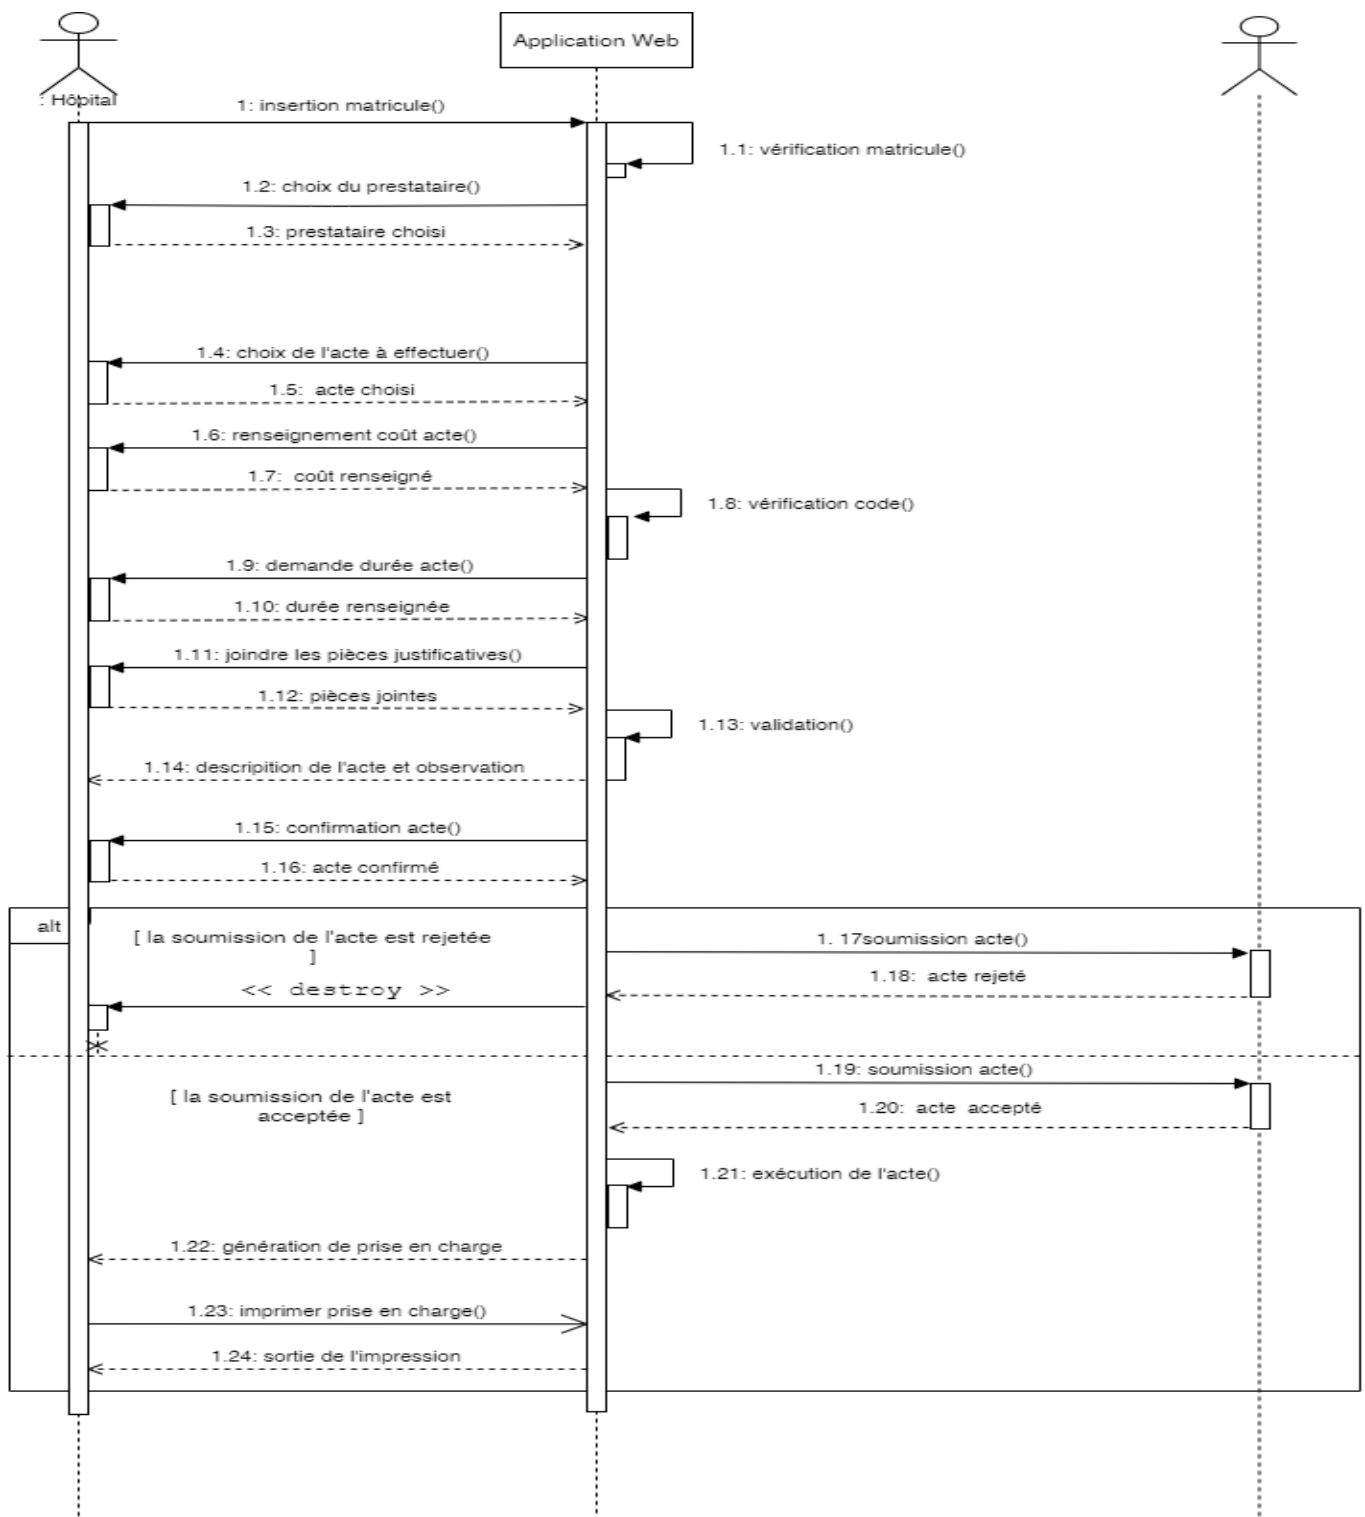 Application Web
: Hôpital
1: insertion matricule()
1.1: vérification matricule()
1.2: choix du prestataire()
1.3: prestataire choisi
1.4: choix de l'acte à effectuer()
1.5: acte choisi
1.6: renseignement coût acte()
1.7: coût renseigné
1.8: vérification code()
1.9: demande durée acte()
1.10: durée renseignée
1.11: joindre les pièces justificatives()
1.12: pièces jointes
1.13: validation()
1.14: descripition de l'acte et observation
1.15: confirmation acte()
1.16: acte confirmé
alt
[ la soumission de l'acte est rejetée
]
1. 17soumission acte()
1.18: acte rejeté
<< destroy >>
1.19: soumission acte()
[ la soumission de l'acte est
acceptée ]
1.20: acte accepté
1.21: exécution de l'acte()
1.22: génération de prise en charge
1.23: imprimer prise en charge()
1.24: sortie de l'impression